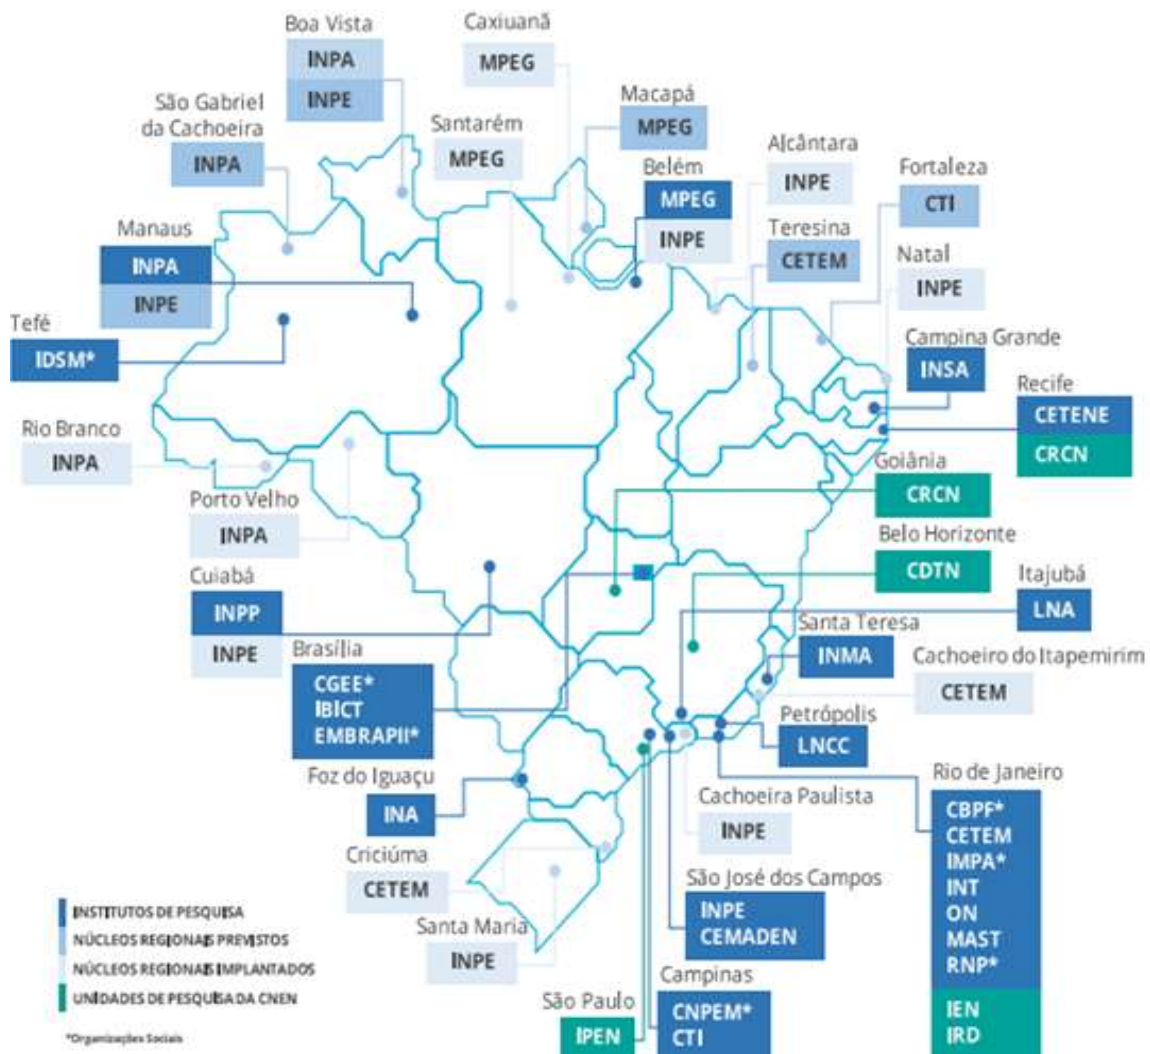 Boa Vista
INPA
INPE
Caxiuanã
MPEG
São Gabriel
da Cachoeira
INPA
Santarém
MPEG
Macapá
MPEG
Belém
MPEG
INPE
Alcântara
INPE
Fortaleza
CTI
Teresina
CETEM
Natal
INPE
Manaus
INPA
INPE
Tefé
IDSM*
Campina Grande
INSA
Recife
CETENE
CRCN
Rio Branco
INPA
Porto Velho
INPA
Goiânia
CRCN
Belo Horizonte
CDTN
Itajubá
LNA
Cuiabá
INPP
INPE
Brasília
CGEE*
IBICT
EMBRAPII*
Santa Teresa
INMA
Cachoeiro do Itapemirim
CETEM
Petrópolis
LNCC
Foz do Iguaçu
INA
Cachoeira Paulista
INPE
Rio de Janeiro
CBPF*
CETEM
IMPA*
INT
ON
MAST
RNP*
IEN
IRD
Criciúma
CETEM
Santa Maria
INPE
São José dos Campos
INPE
CEMADEN
Campinas
CNPEM*
CTI
São Paulo
IPEN
INSTITUTOS DE PESQUISA
NÚCLEOS REGIONAIS PREVISTOS
NÚCLEOS REGIONAIS IMPLANTADOS
UNIDADES DE PESQUISA DA CNEN
*Organizações Sociais